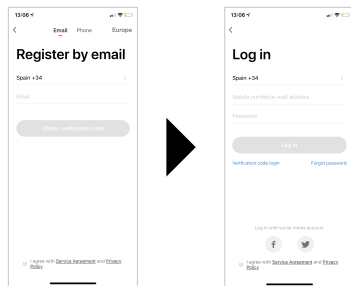 13:06
Email Phone Europe
Register by email
Spain +34
Email
Obtain verification code
I agree with Service Agreement and Privacy
Policy
13:06
Log in
Spain +34
Mobile number/e-mail address
Password
Log in
Verification code login Forgot password
Log in with social media account
I agree with Service Agreement and Privacy
Policy